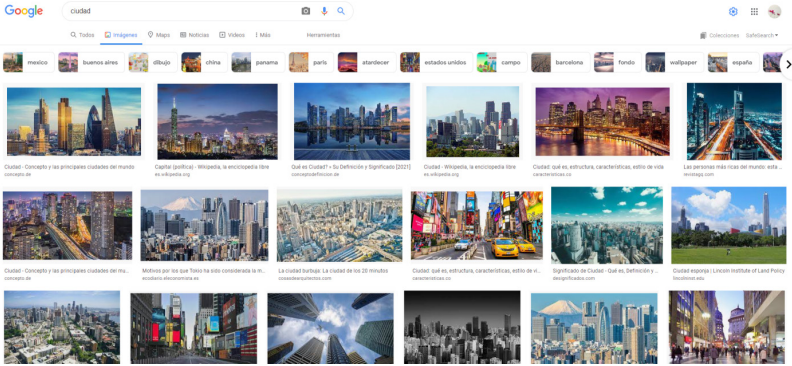 Google
ciudad
Todos Imágenes Maps Noticias Vídeos Más Herramientas Colecciones SafeSearch
mexico buenos aires dibujo china panama paris atardecer estados unidos campo barcelona fondo wallpaper españa
Ciudad - Concepto y las principales ciudades del mundo
concepto.de
Capital (política) - Wikipedia, la enciclopedia libre
es.wikipedia.org
Qué es Ciudad? » Su Definición y Significado [2021]
conceptodefinicion.de
Ciudad - Wikipedia, la enciclopedia libre
es.wikipedia.org
Ciudad: qué es, estructura, características, estilo de vida
caracteristicas.co
Las personas más ricas del mundo: esta ...
revistagq.com
Ciudad - Concepto y las principales ciudades del mu...
concepto.de
Motivos por los que Tokio ha sido considerada la m...
ecodiario.eleconomista.es
La ciudad burbuja: La ciudad de los 20 minutos
cosasdearquitectos.com
Ciudad: qué es, estructura, características, estilo de vi...
caracteristicas.co
Significado de Ciudad - Qué es, Definición y ...
designificados.com
Ciudad esponja | Lincoln Institute of Land Policy
lincolninst.edu